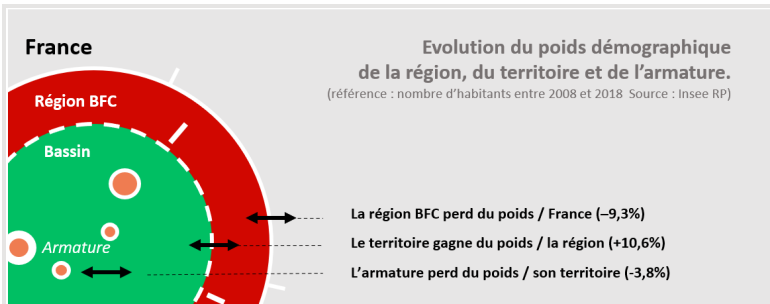 France
Evolution du poids démographique
de la région, du territoire et de l'armature.
(référence : nombre d'habitants entre 2008 et 2018 Source : Insee RP)
Région BFC
Bassin
Armature
La région BFC perd du poids / France (–9,3%)
Le territoire gagne du poids / la région (+10,6%)
L'armature perd du poids / son territoire (-3,8%)